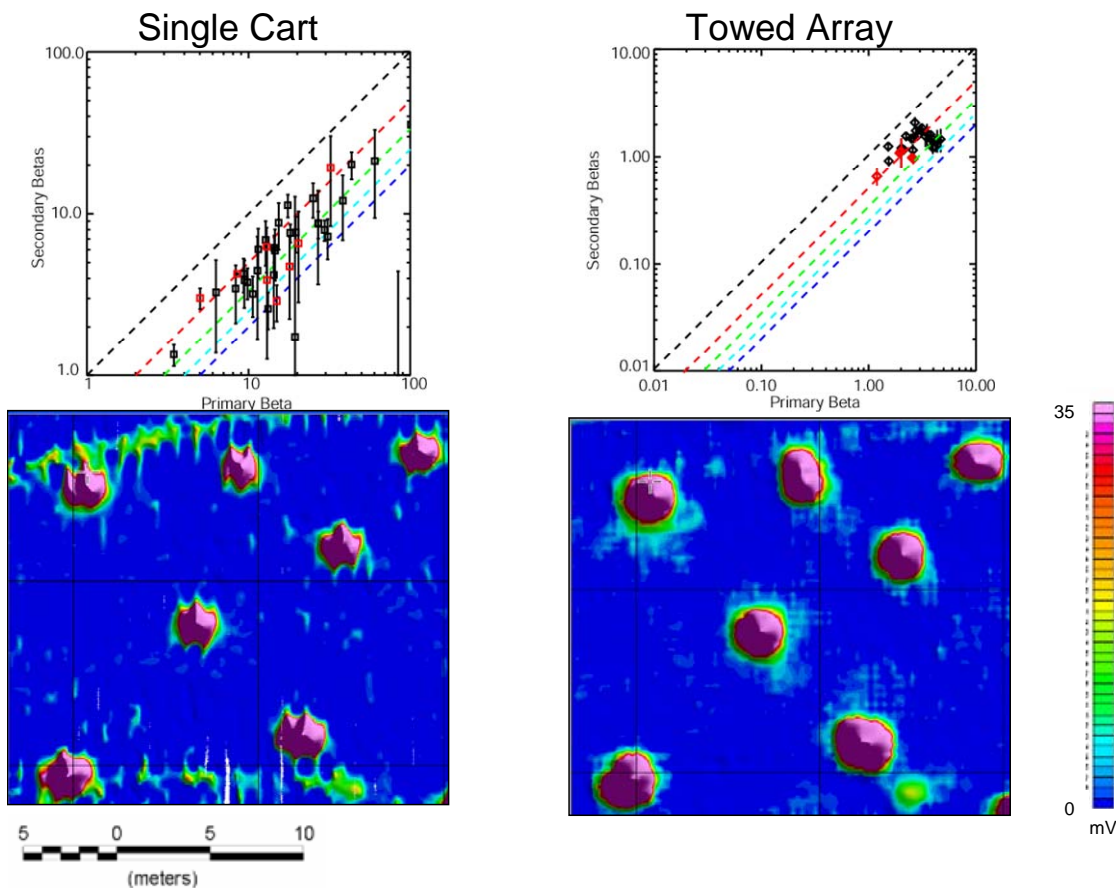 Single Cart
Towed Array
100.0
10.0
1.0
Secondary Betas
1
10
100
Primary Beta
10.00
1.00
0.10
0.01
Secondary Betas
0.01
0.10
1.00
10.00
Primary Beta
35
0
mV
5 0 5 10
(meters)